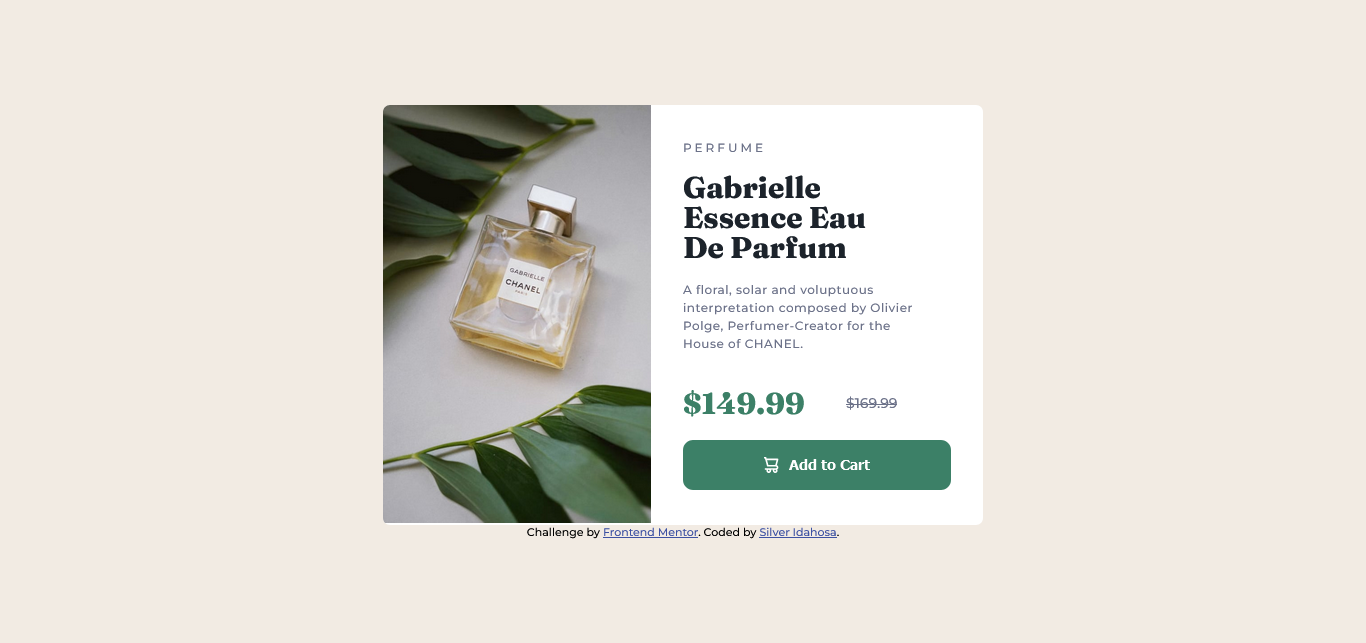 GABRIELLE
CHANEL
PARIS
PERFUME
Gabrielle
Essence Eau
De Parfum
A floral, solar and voluptuous
interpretation composed by Olivier
Polge, Perfumer-Creator for the
House of CHANEL.
$149.99 $169.99
Add to Cart
Challenge by Frontend Mentor. Coded by Silver Idahosa.